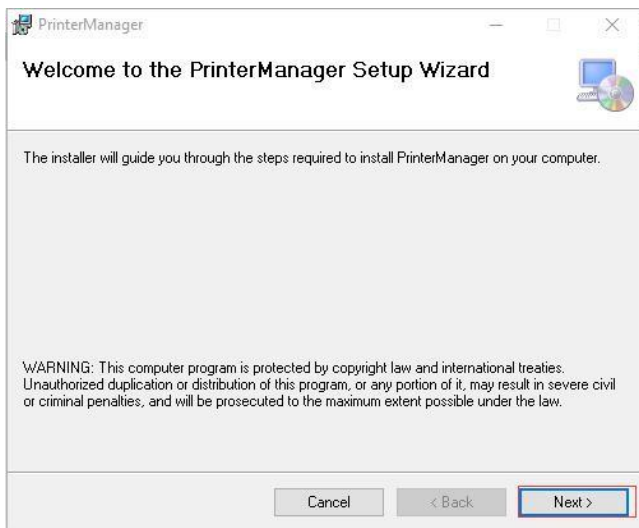 PrinterManager
Welcome to the PrinterManager Setup Wizard
The installer will guide you through the steps required to install PrinterManager on your computer.
WARNING: This computer program is protected by copyright law and international treaties.
Unauthorized duplication or distribution of this program, or any portion of it, may result in severe civil
or criminal penalties, and will be prosecuted to the maximum extent possible under the law.
Cancel < Back Next >